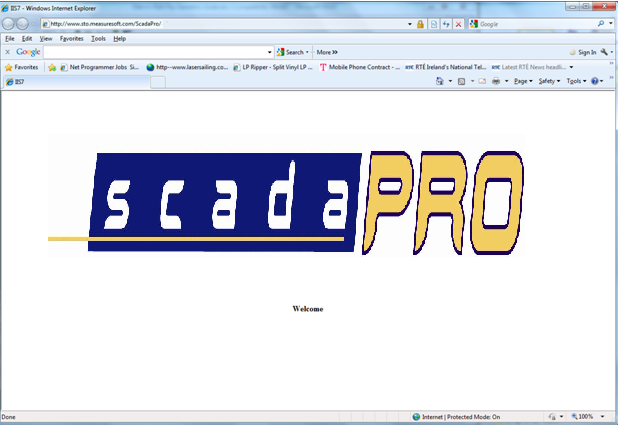 IIS7 - Windows Internet Explorer
http://www.sto.measuresoft.com/ScadaPro/
Google
File Edit View Favorites Tools Help
x Google Search More >> Sign In
Favorites Net Programmer Jobs Si... http--www.lasersailing.co... LP Ripper - Split Vinyl LP ... Mobile Phone Contract - ... RTÉ Ireland's National Tel... Latest RTÉ News headli...
IIS7 Page Safety Tools
scada PRO
Welcome
Done Internet | Protected Mode: On 100%